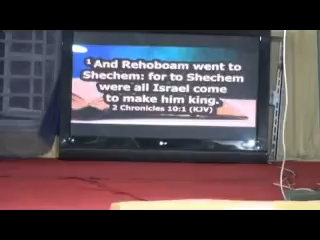 1 And Rehoboam went to
Shechem: for to Shechem
were all Israel come
to make him king.
2 Chronicles 10:1 (KJV)
LG